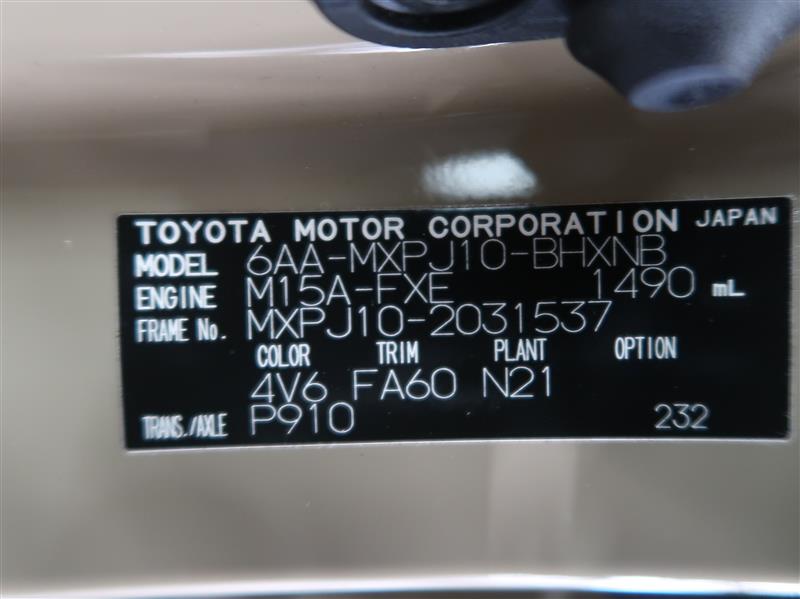 TOYOTA MOTOR CORPORATION JAPAN
MODEL 6AA-MXPJ10-BHXNB
ENGINE M15A-FXE 1490 mL
FRAME No. MXPJ10-2031537
COLOR TRIM PLANT OPTION
4V6 FA60 N21
TRANS./AXLE P910 232